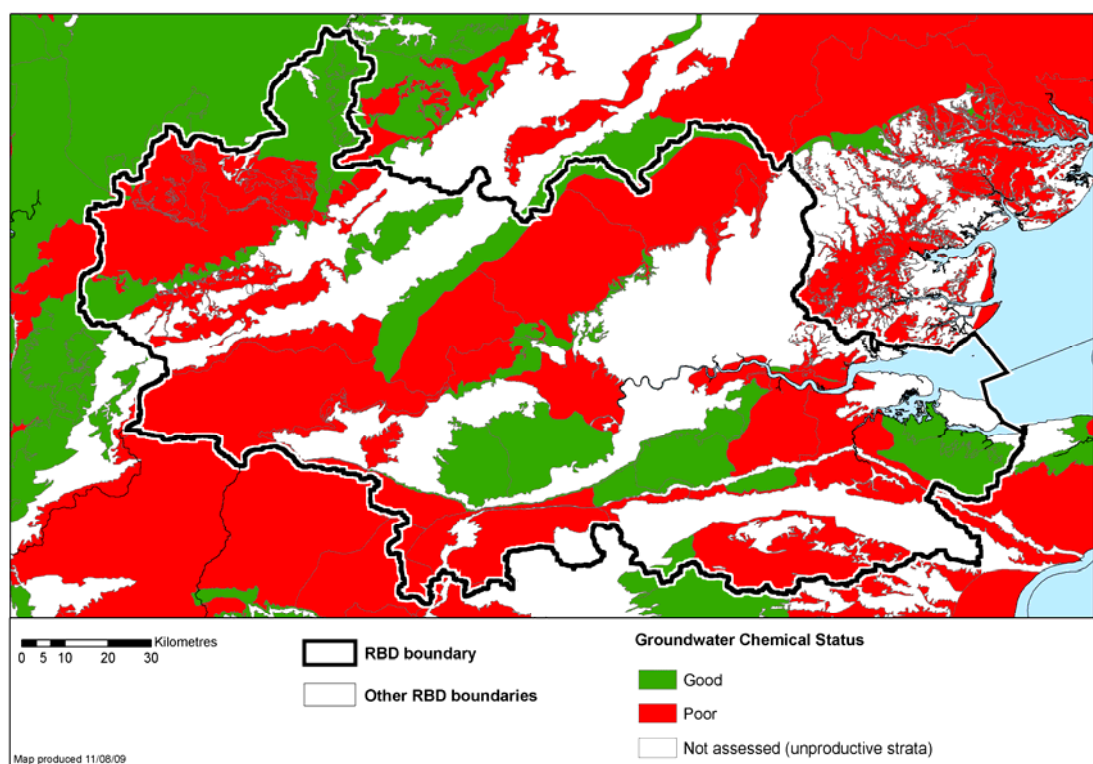 Kilometres
0 5 10 20 30
RBD boundary
Other RBD boundaries
Groundwater Chemical Status
Good
Poor
Not assessed (unproductive strata)
Map produced 11/08/09